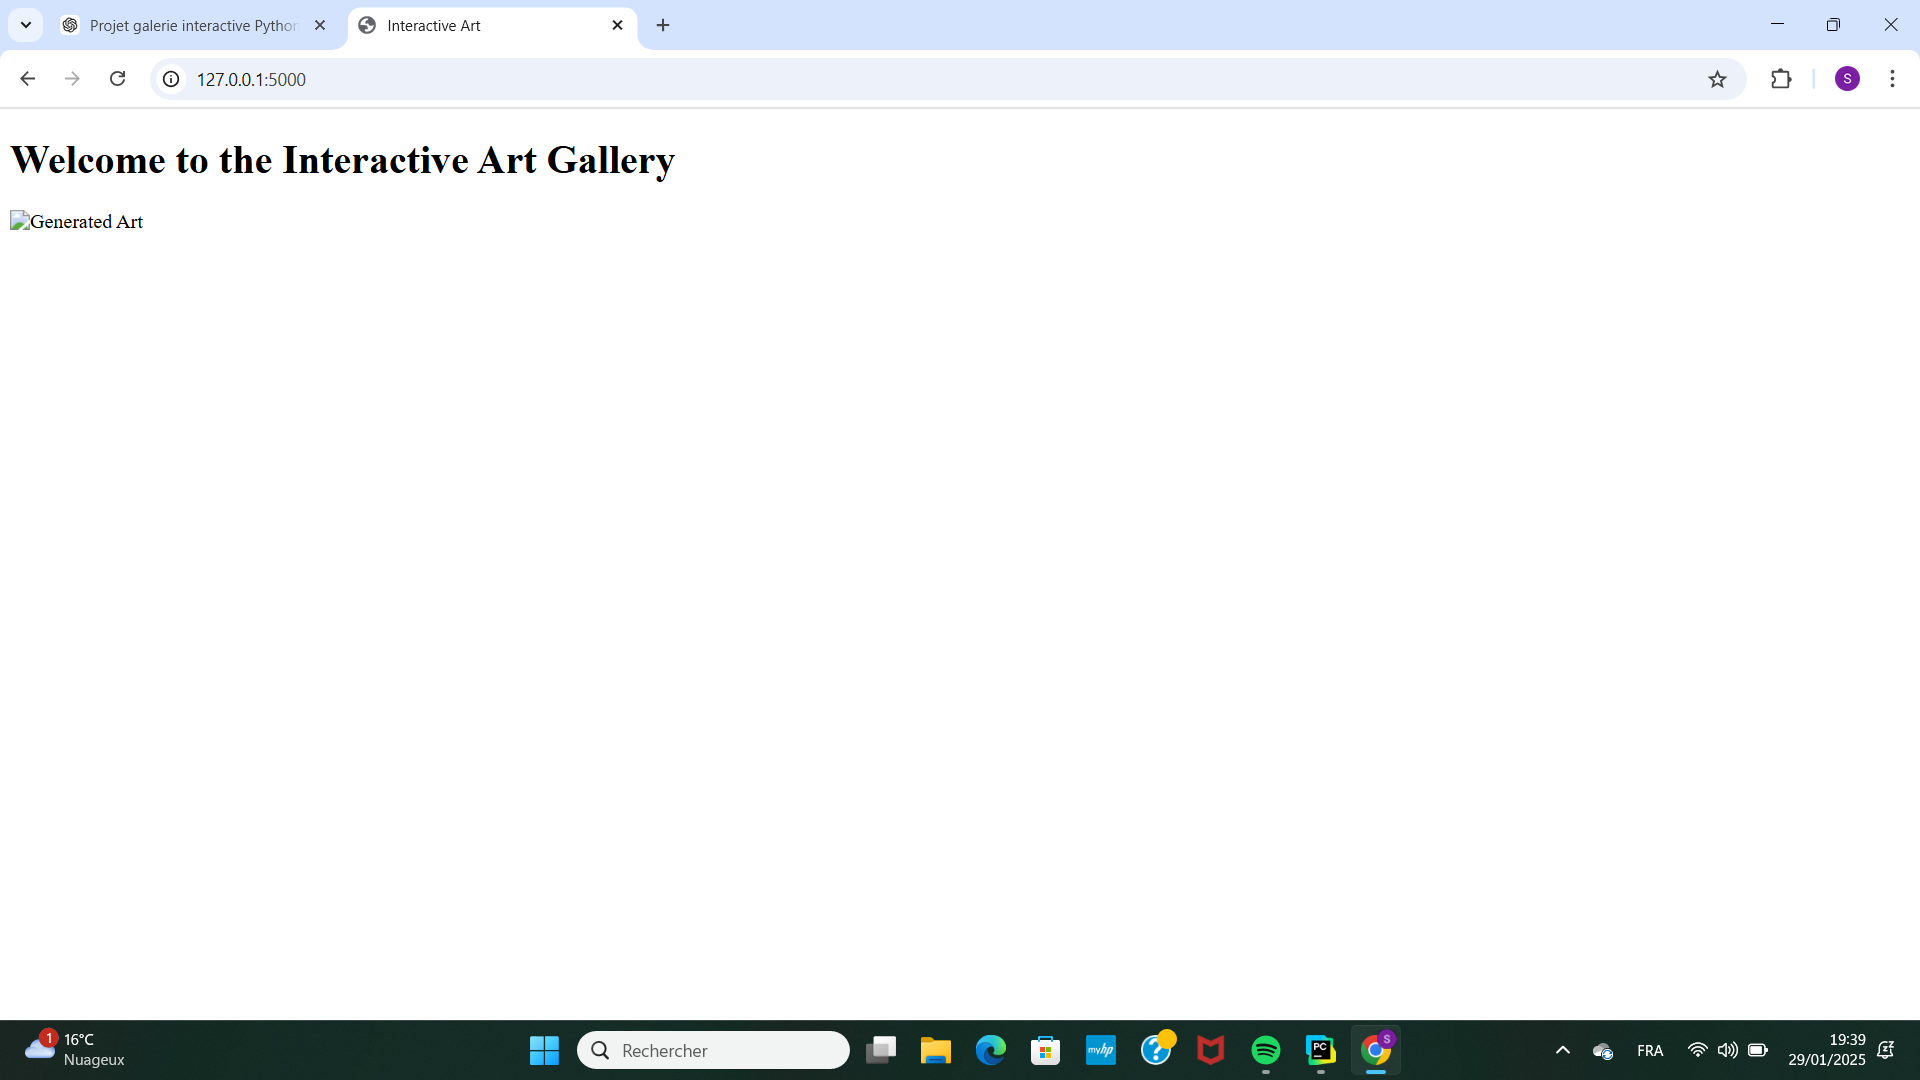 Projet galerie interactive Python
Interactive Art
127.0.0.1:5000
S
Welcome to the Interactive Art Gallery
Generated Art
1
16°C
Nuageux
Rechercher
myhp
?
PC
S
FRA
19:39
29/01/2025